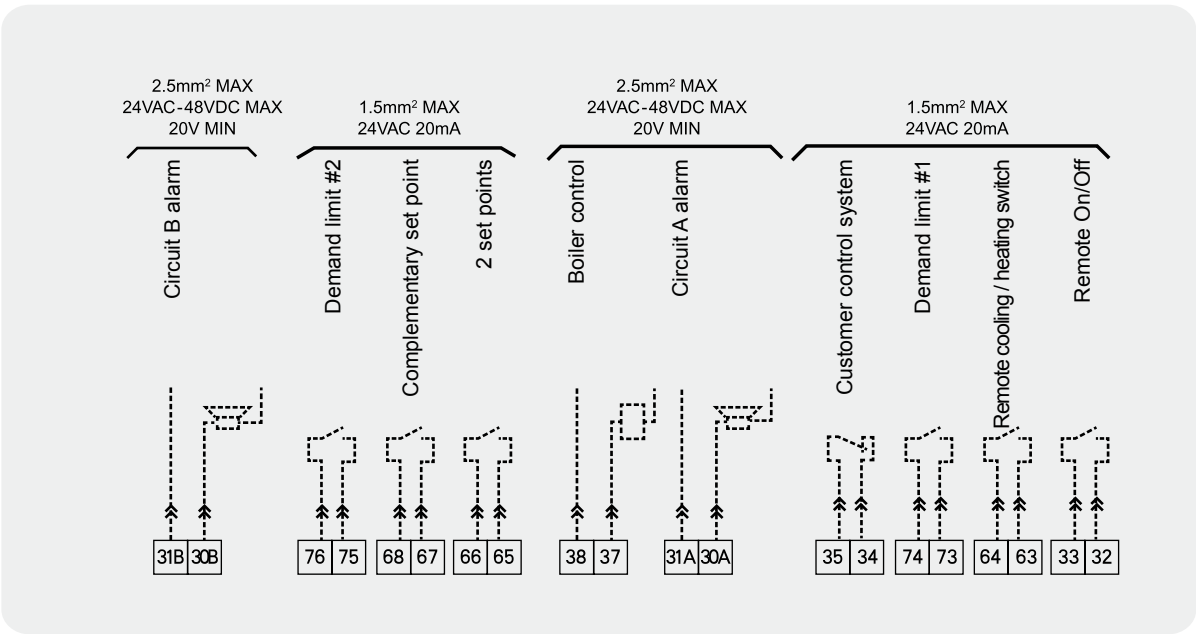 2.5mm² MAX
24VAC-48VDC MAX
20V MIN
1.5mm² MAX
24VAC 20mA
2.5mm² MAX
24VAC-48VDC MAX
20V MIN
1.5mm² MAX
24VAC 20mA
Circuit B alarm
Demand limit #2
Complementary set point
2 set points
Boiler control
Circuit A alarm
Customer control system
Demand limit #1
Remote cooling / heating switch
Remote On/Off
31B 30B
76 75
68 67
66 65
38 37
31A 30A
35 34
74 73
64 63
33 32